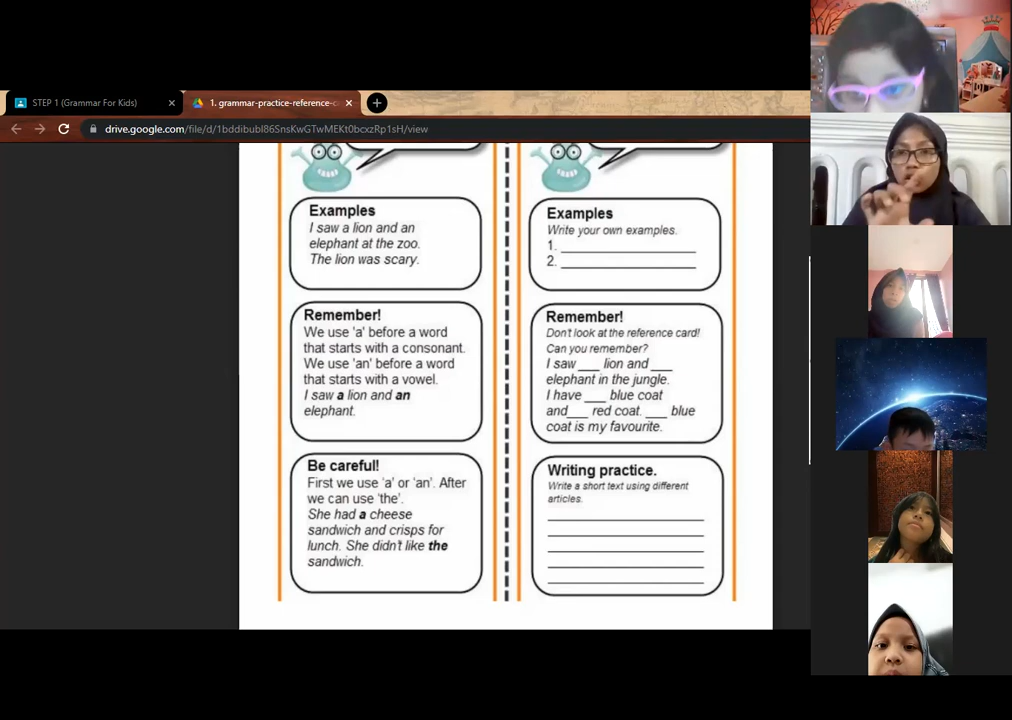 STEP 1 (Grammar For Kids)
1. grammar-practice-reference-c
drive.google.com/file/d/1bddibubl86SnsKwGTwMEKt0bcxzRp1sH/view
Examples
I saw a lion and an
elephant at the zoo.
The lion was scary.
Remember!
We use 'a' before a word
that starts with a consonant.
We use 'an' before a word
that starts with a vowel.
I saw a lion and an
elephant.
Be careful!
First we use 'a' or 'an'. After
we can use 'the'.
She had a cheese
sandwich and crisps for
lunch. She didn't like the
sandwich.
Examples
Write your own examples.
1. ________________
2. ________________
Remember!
Don't look at the reference card!
Can you remember?
I saw ___ lion and ___
elephant in the jungle.
I have ___ blue coat
and___ red coat. ___ blue
coat is my favourite.
Writing practice.
Write a short text using different
articles.